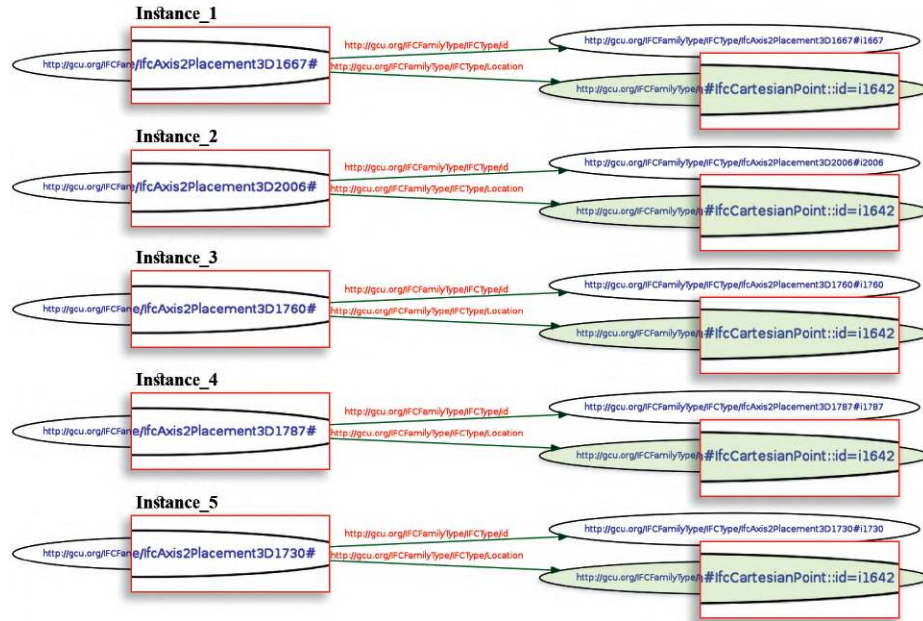 Instance_1
http://gcu.org/IFCFamilyType/IFCType/id
http://gcu.org/IFCFamilyType/IFCType/IfcAxis2Placement3D1667#i1667
http://gcu.org/IFCFane/IfcAxis2Placement3D1667#
http://gcu.org/IFCFamilyType/IFCType/Location
http://gcu.org/IFCFamilyType/#IfcCartesianPoint::id=i1642
Instance_2
http://gcu.org/IFCFamilyType/IFCType/id
http://gcu.org/IFCFamilyType/IFCType/IfcAxis2Placement3D2006#i2006
http://gcu.org/IFCFane/IfcAxis2Placement3D2006#
http://gcu.org/IFCFamilyType/IFCType/Location
http://gcu.org/IFCFamilyType/#IfcCartesianPoint::id=i1642
Instance_3
http://gcu.org/IFCFamilyType/IFCType/id
http://gcu.org/IFCFamilyType/IFCType/IfcAxis2Placement3D1760#i1760
http://gcu.org/IFCFane/IfcAxis2Placement3D1760#
http://gcu.org/IFCFamilyType/IFCType/Location
http://gcu.org/IFCFamilyType/#IfcCartesianPoint::id=i1642
Instance_4
http://gcu.org/IFCFamilyType/IFCType/id
http://gcu.org/IFCFamilyType/IFCType/IfcAxis2Placement3D1787#i1787
http://gcu.org/IFCFane/IfcAxis2Placement3D1787#
http://gcu.org/IFCFamilyType/IFCType/Location
http://gcu.org/IFCFamilyType/#IfcCartesianPoint::id=i1642
Instance_5
http://gcu.org/IFCFamilyType/IFCType/id
http://gcu.org/IFCFamilyType/IFCType/IfcAxis2Placement3D1730#i1730
http://gcu.org/IFCFane/IfcAxis2Placement3D1730#
http://gcu.org/IFCFamilyType/IFCType/Location
http://gcu.org/IFCFamilyType/#IfcCartesianPoint::id=i1642